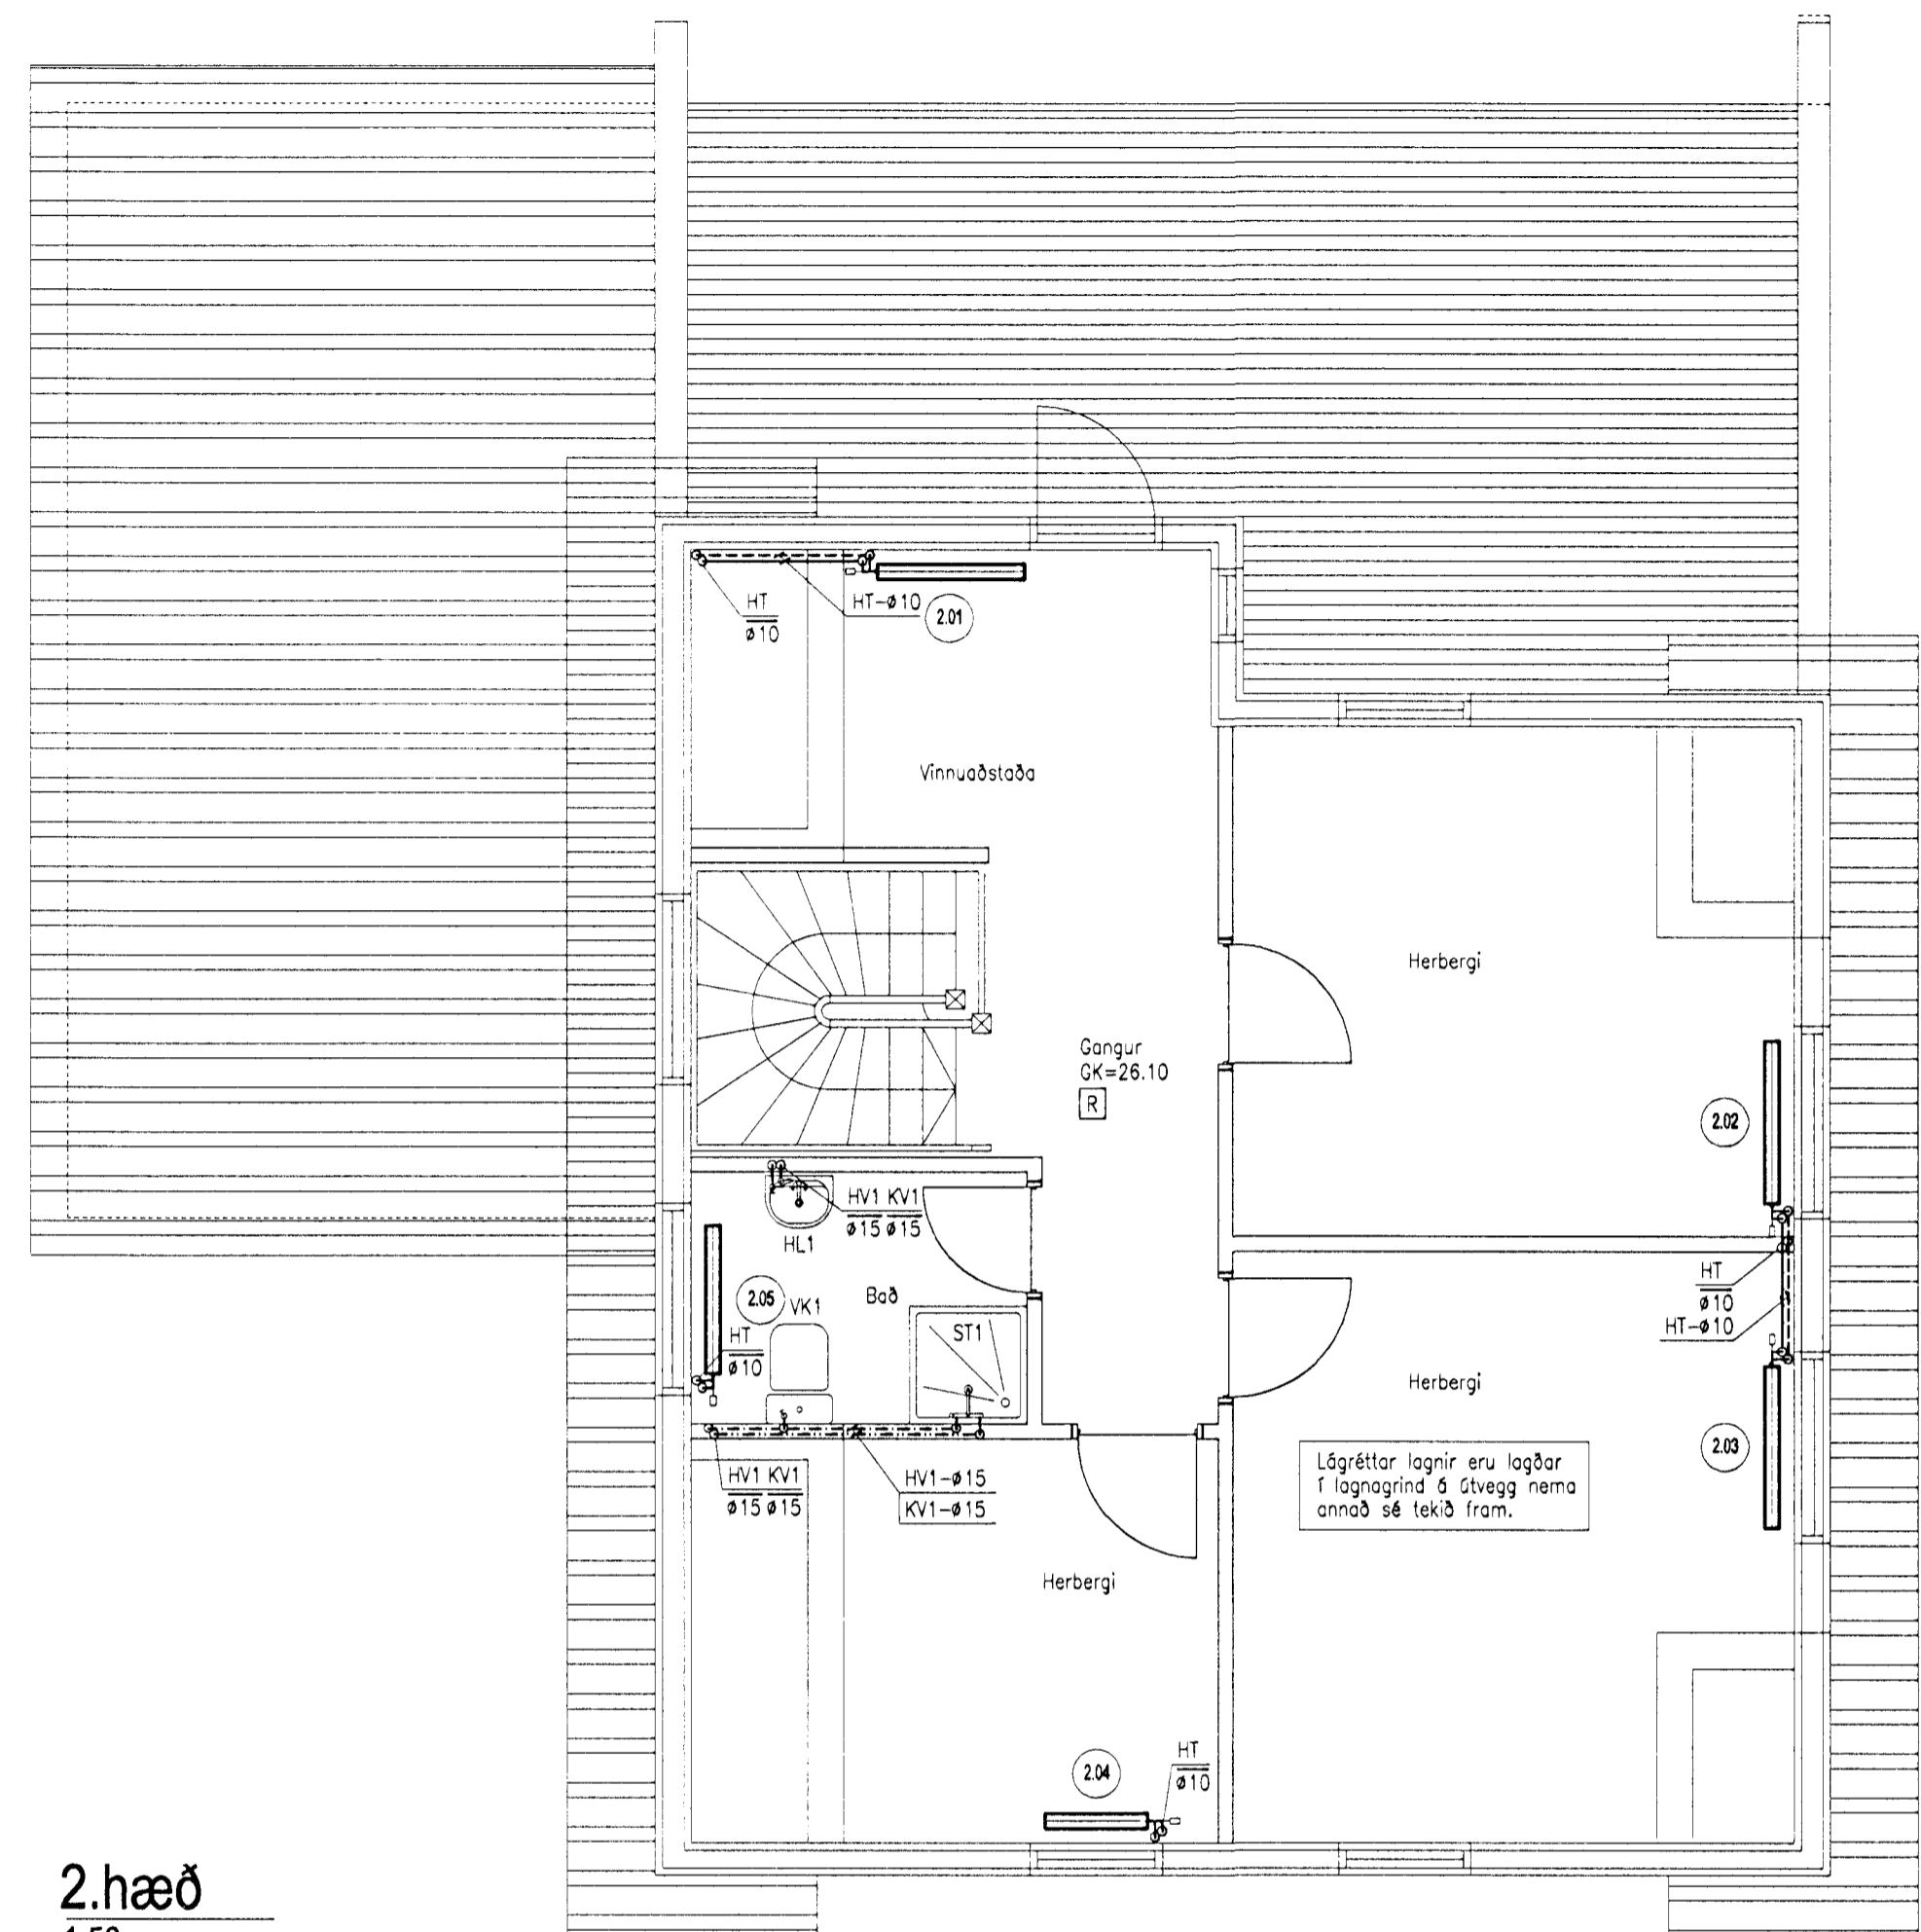 HT
ø10
HT-ø10
2.01
Vinnuaðstaða
Herbergi
Gangur
GK=26.10
R
2.02
HV1 KV1
ø15 ø15
HL1
2.05
VK1
Bað
HT
ø10
ST1
HT
ø10
HT-ø10
Herbergi
2.03
HV1 KV1
ø15 ø15
HV1-ø15
KV1-ø15
Lágréttar lagnir eru lagðar
í lagnagrind á útvegg nema
annað sé tekið fram.
Herbergi
2.04
HT
ø10
2.hæð